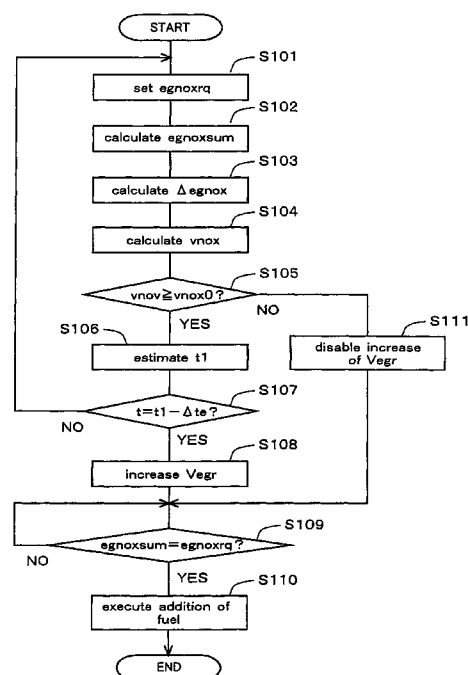 START
S101
set egnoxrq
S102
calculate egnoxsum
S103
calculate Δegnox
S104
calculate vnox
S105
vnov≧vnox0?
NO
YES
S106
estimate t1
S111
disable increase
of Vegr
S107
t=t1−Δte?
NO
YES
S108
increase Vegr
S109
egnoxsum=egnoxrq?
NO
YES
S110
execute addition of
fuel
END